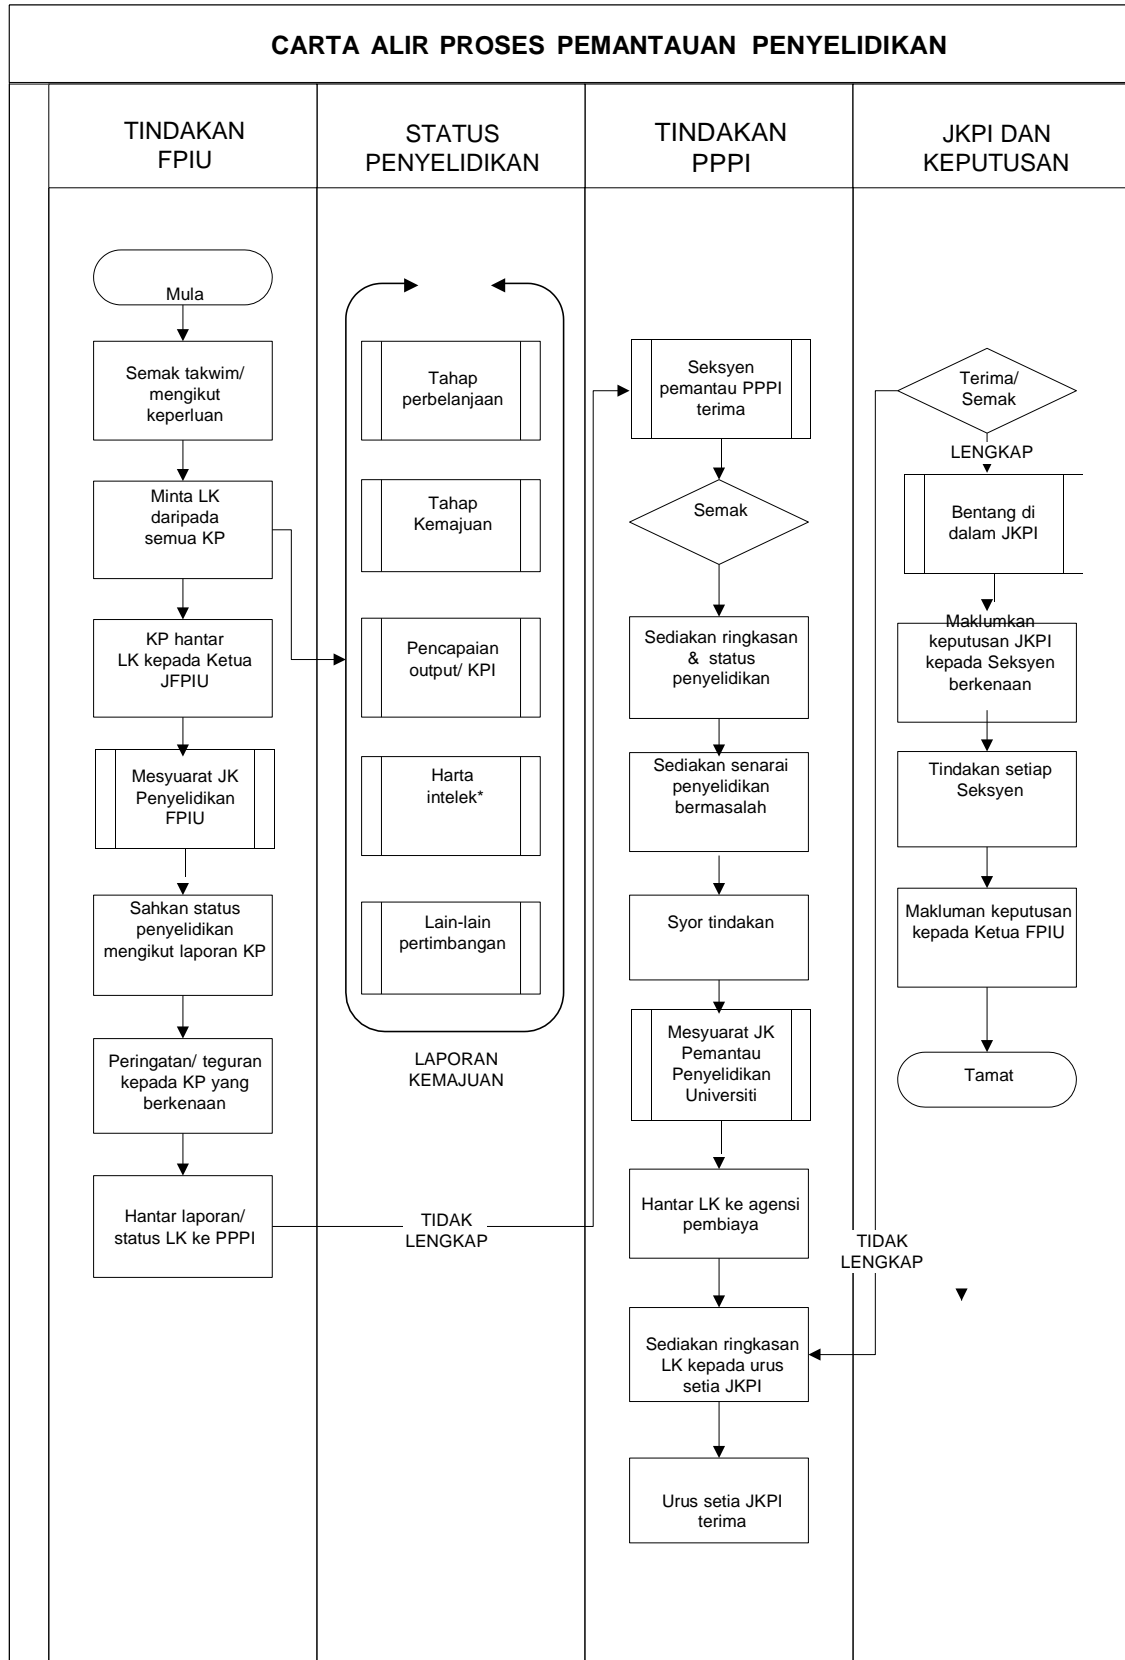 CARTA ALIR PROSES PEMANTAUAN PENYELIDIKAN
TINDAKAN
FPIU
STATUS
PENYELIDIKAN
TINDAKAN
PPPI
JKPI DAN
KEPUTUSAN
Mula
Semak takwim/
mengikut
keperluan
Minta LK
daripada
semua KP
KP hantar
LK kepada Ketua
JFPIU
Mesyuarat JK
Penyelidikan
FPIU
Sahkan status
penyelidikan
mengikut laporan KP
Peringatan/ teguran
kepada KP yang
berkenaan
Hantar laporan/
status LK ke PPPI
TIDAK
LENGKAP
Tahap
perbelanjaan
Tahap
Kemajuan
Pencapaian
output/ KPI
Harta
intelek*
Lain-lain
pertimbangan
LAPORAN
KEMAJUAN
Seksyen
pemantau PPPI
terima
Semak
Sediakan ringkasan
& status
penyelidikan
Sediakan senarai
penyelidikan
bermasalah
Syor tindakan
Mesyuarat JK
Pemantau
Penyelidikan
Universiti
Hantar LK ke agensi
pembiaya
Sediakan ringkasan
LK kepada urus
setia JKPI
Urus setia JKPI
terima
Terima/
Semak
LENGKAP
Bentang di
dalam JKPI
Maklumkan
keputusan JKPI
kepada Seksyen
berkenaan
Tindakan setiap
Seksyen
Makluman keputusan
kepada Ketua FPIU
Tamat
TIDAK
LENGKAP